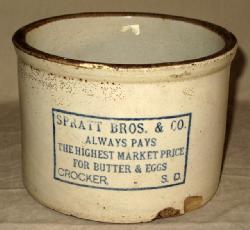 SPRATT BROS. & CO.
ALWAYS PAYS
THE HIGHEST MARKET PRICE
FOR BUTTER & EGGS
CROCKER, S. D.